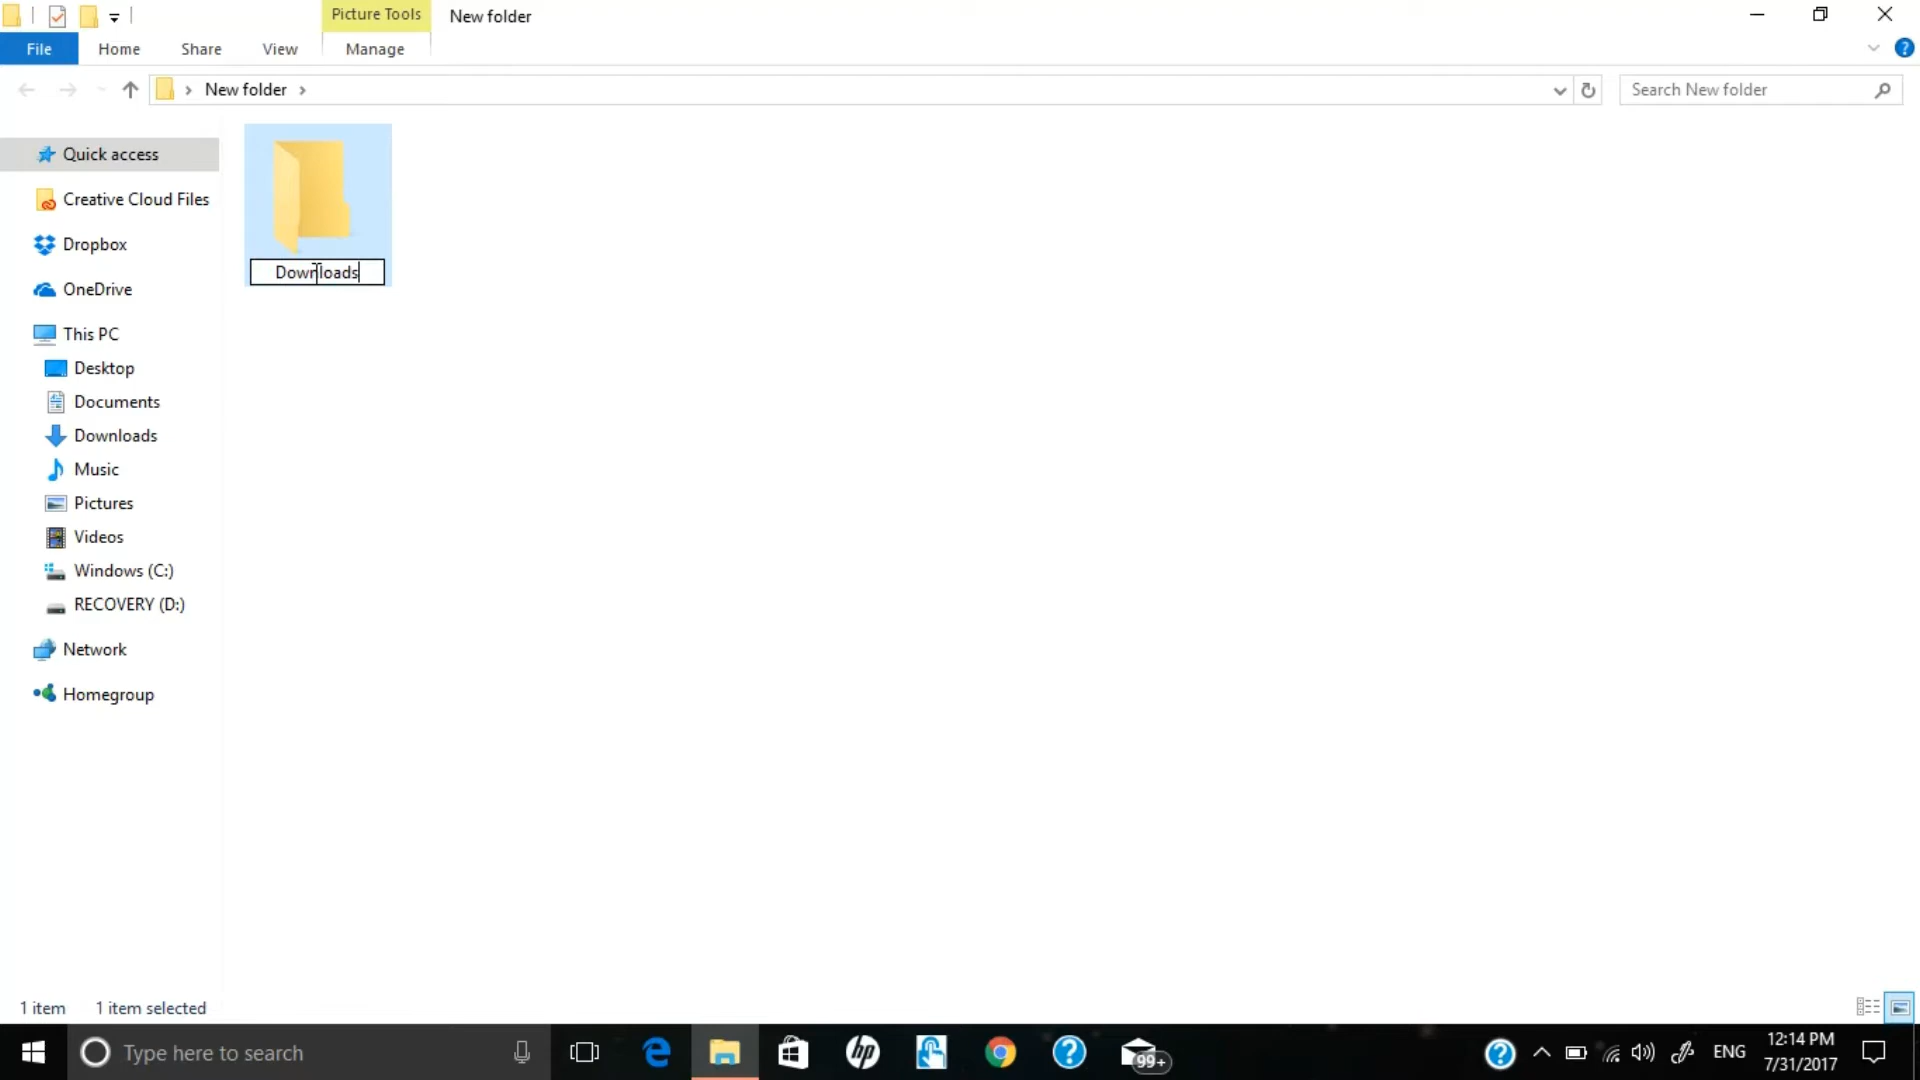 Picture Tools
New folder
File
Home
Share
View
Manage
New folder
Search New folder
Quick access
Creative Cloud Files
Dropbox
OneDrive
This PC
Desktop
Documents
Downloads
Music
Pictures
Videos
Windows (C:)
RECOVERY (D:)
Network
Homegroup
Downloads
1 item
1 item selected
Type here to search
hp
99+
ENG
12:14 PM
7/31/2017